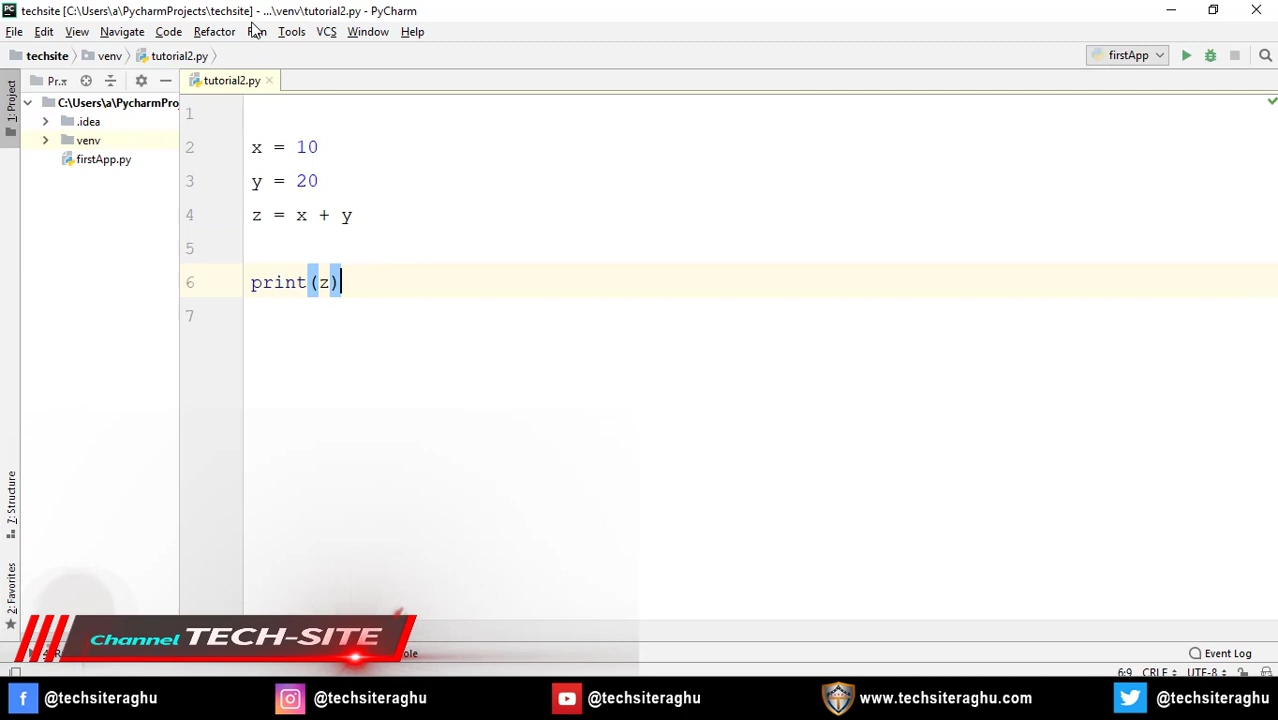 techsite [C:\Users\a\PycharmProjects\techsite] - ...\venv\tutorial2.py - PyCharm
File Edit View Navigate Code Refactor Tools VCS Window Help
techsite venv tutorial2.py firstApp
1: Project
Pr.. tutorial2.py
C:\Users\a\PycharmProj
.idea
venv
firstApp.py
1
2 x = 10
3 y = 20
4 z = x + y
5
6 print(z)
7
7: Structure
2: Favorites
Channel TECH-SITE
Event Log
6:9 CRLF UTF-8
@techsiteraghu @techsiteraghu @techsiteraghu www.techsiteraghu.com @techsiteraghu